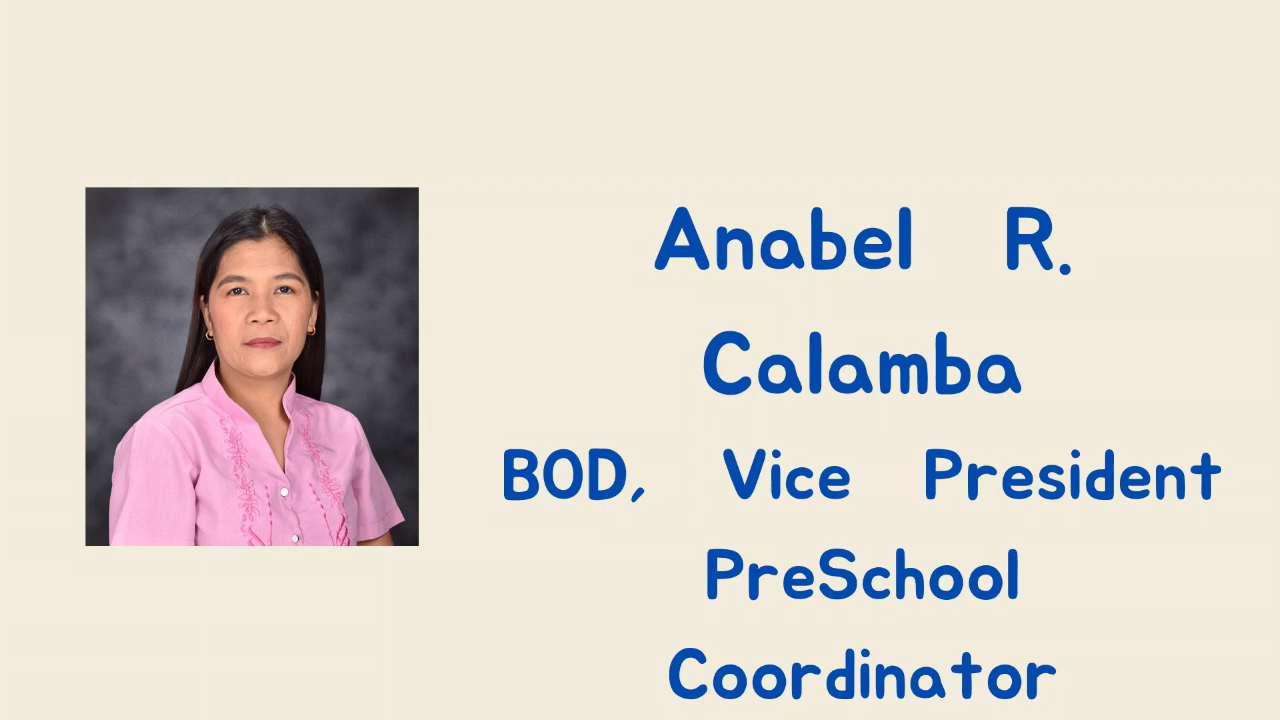 Anabel R.
Calamba
BOD, Vice President
PreSchool
Coordinator